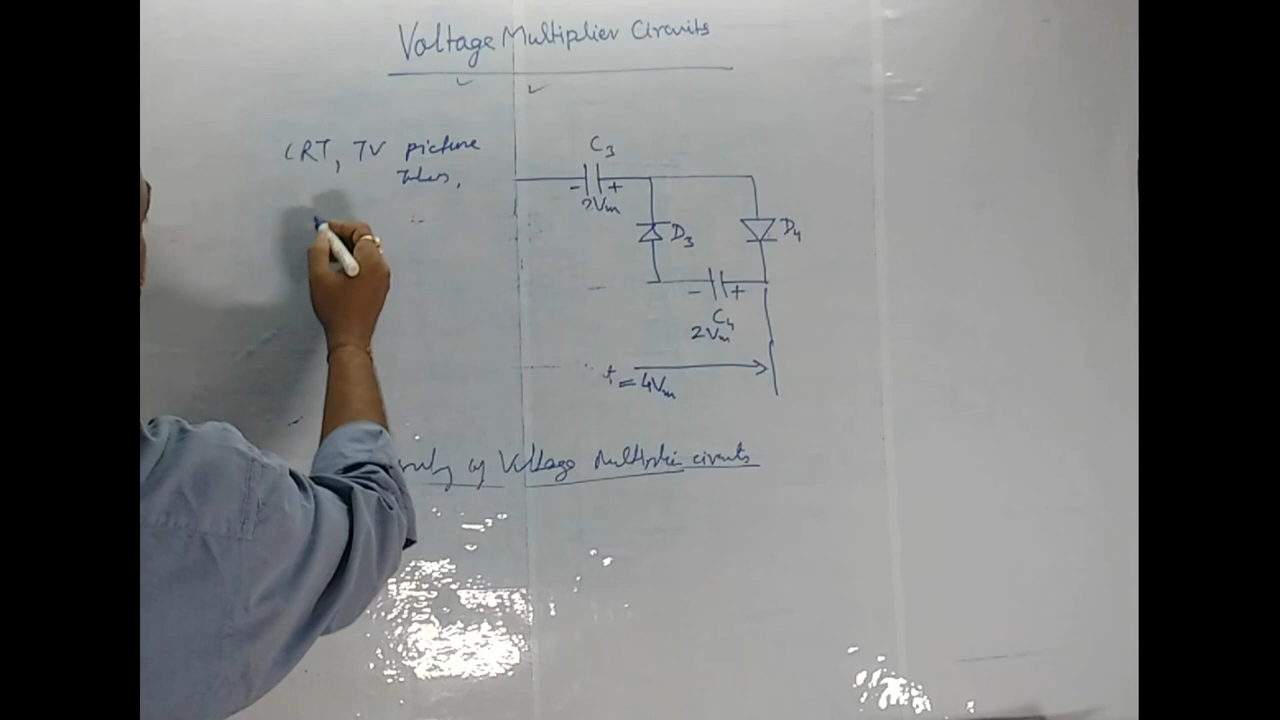 Voltage Multiplier Circuits
CRT, TV picture
tubes,
C3
- +
2Vm
D3
D4
- +
C4
2Vm
= 4Vm
of Voltage Multiplier circuits